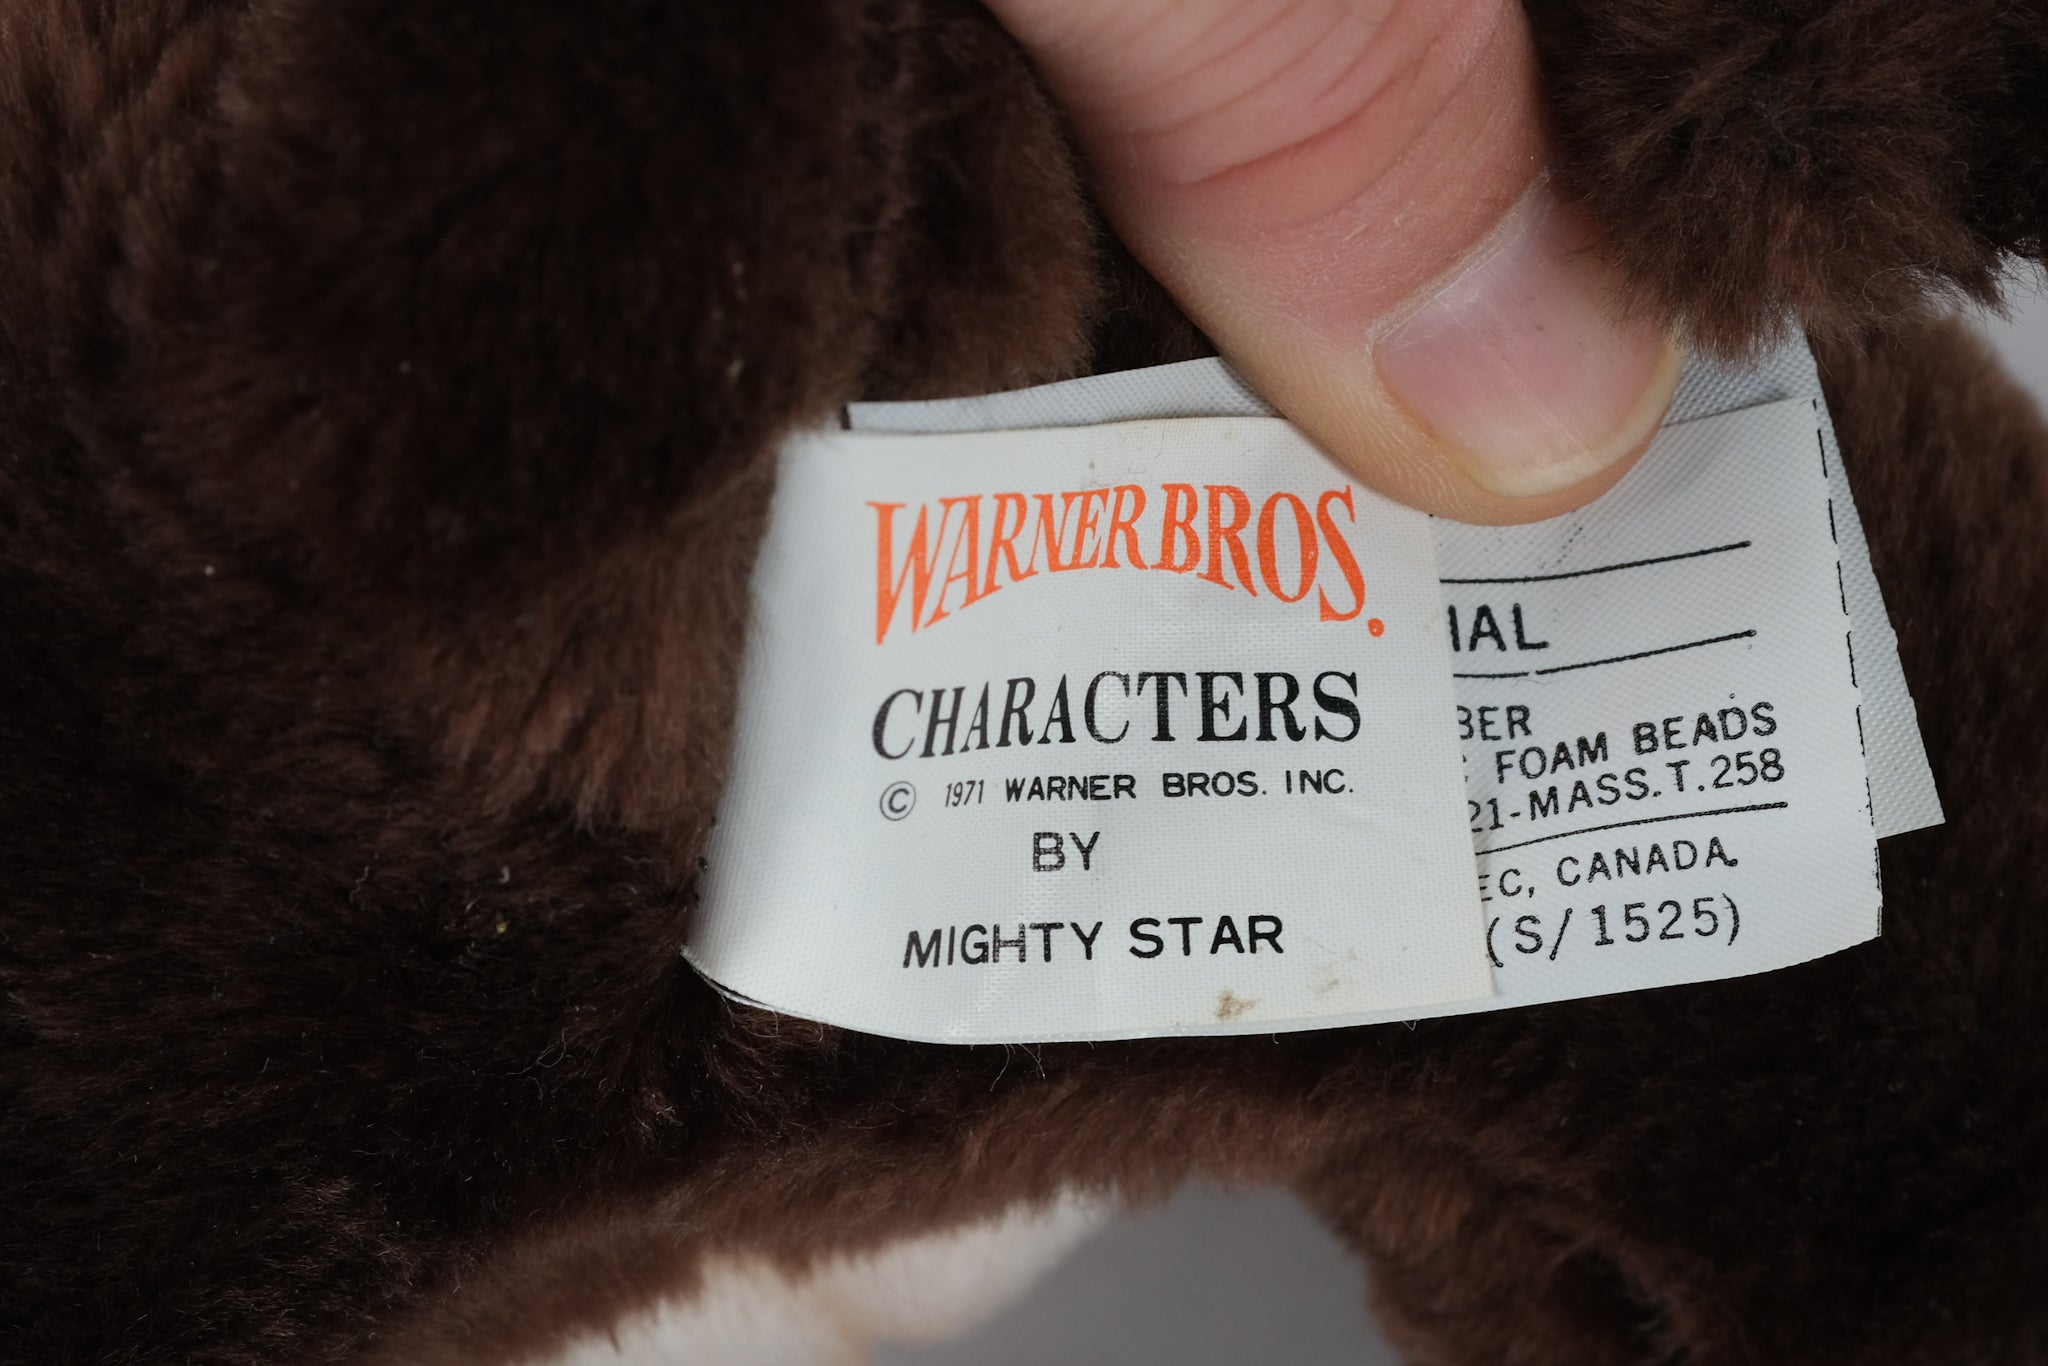 WARNER BROS.
CHARACTERS
© 1971 WARNER BROS. INC.
BY
MIGHTY STAR
IAL
BER
FOAM BEADS
21-MASS.T.258
EC, CANADA.
(S/1525)